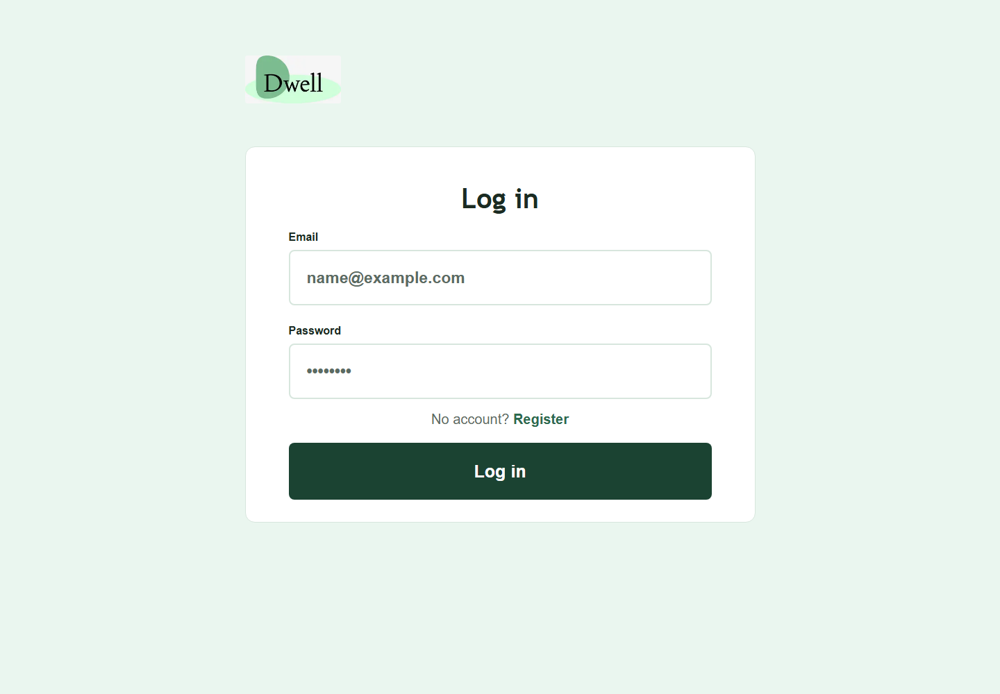 Dwell
Log in
Email
name@example.com
Password
••••••••
No account? Register
Log in